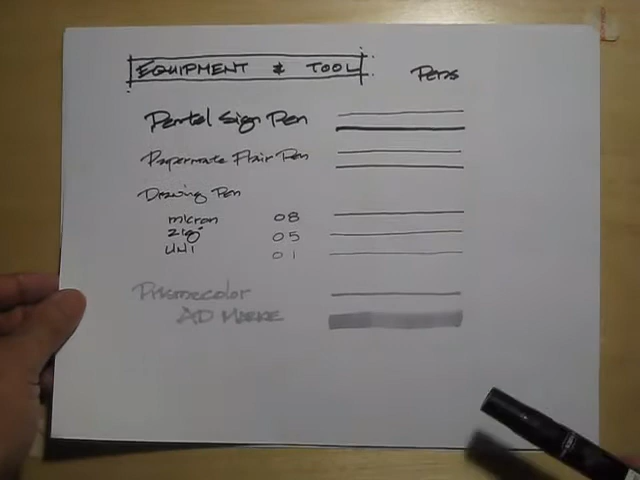 EQUIPMENT & TOOL
Pens
Pentel Sign Pen
Papermate Flair Pen
Drawing Pen
micron 08
zig 05
UNI 01
Prismacolor
AD Marke